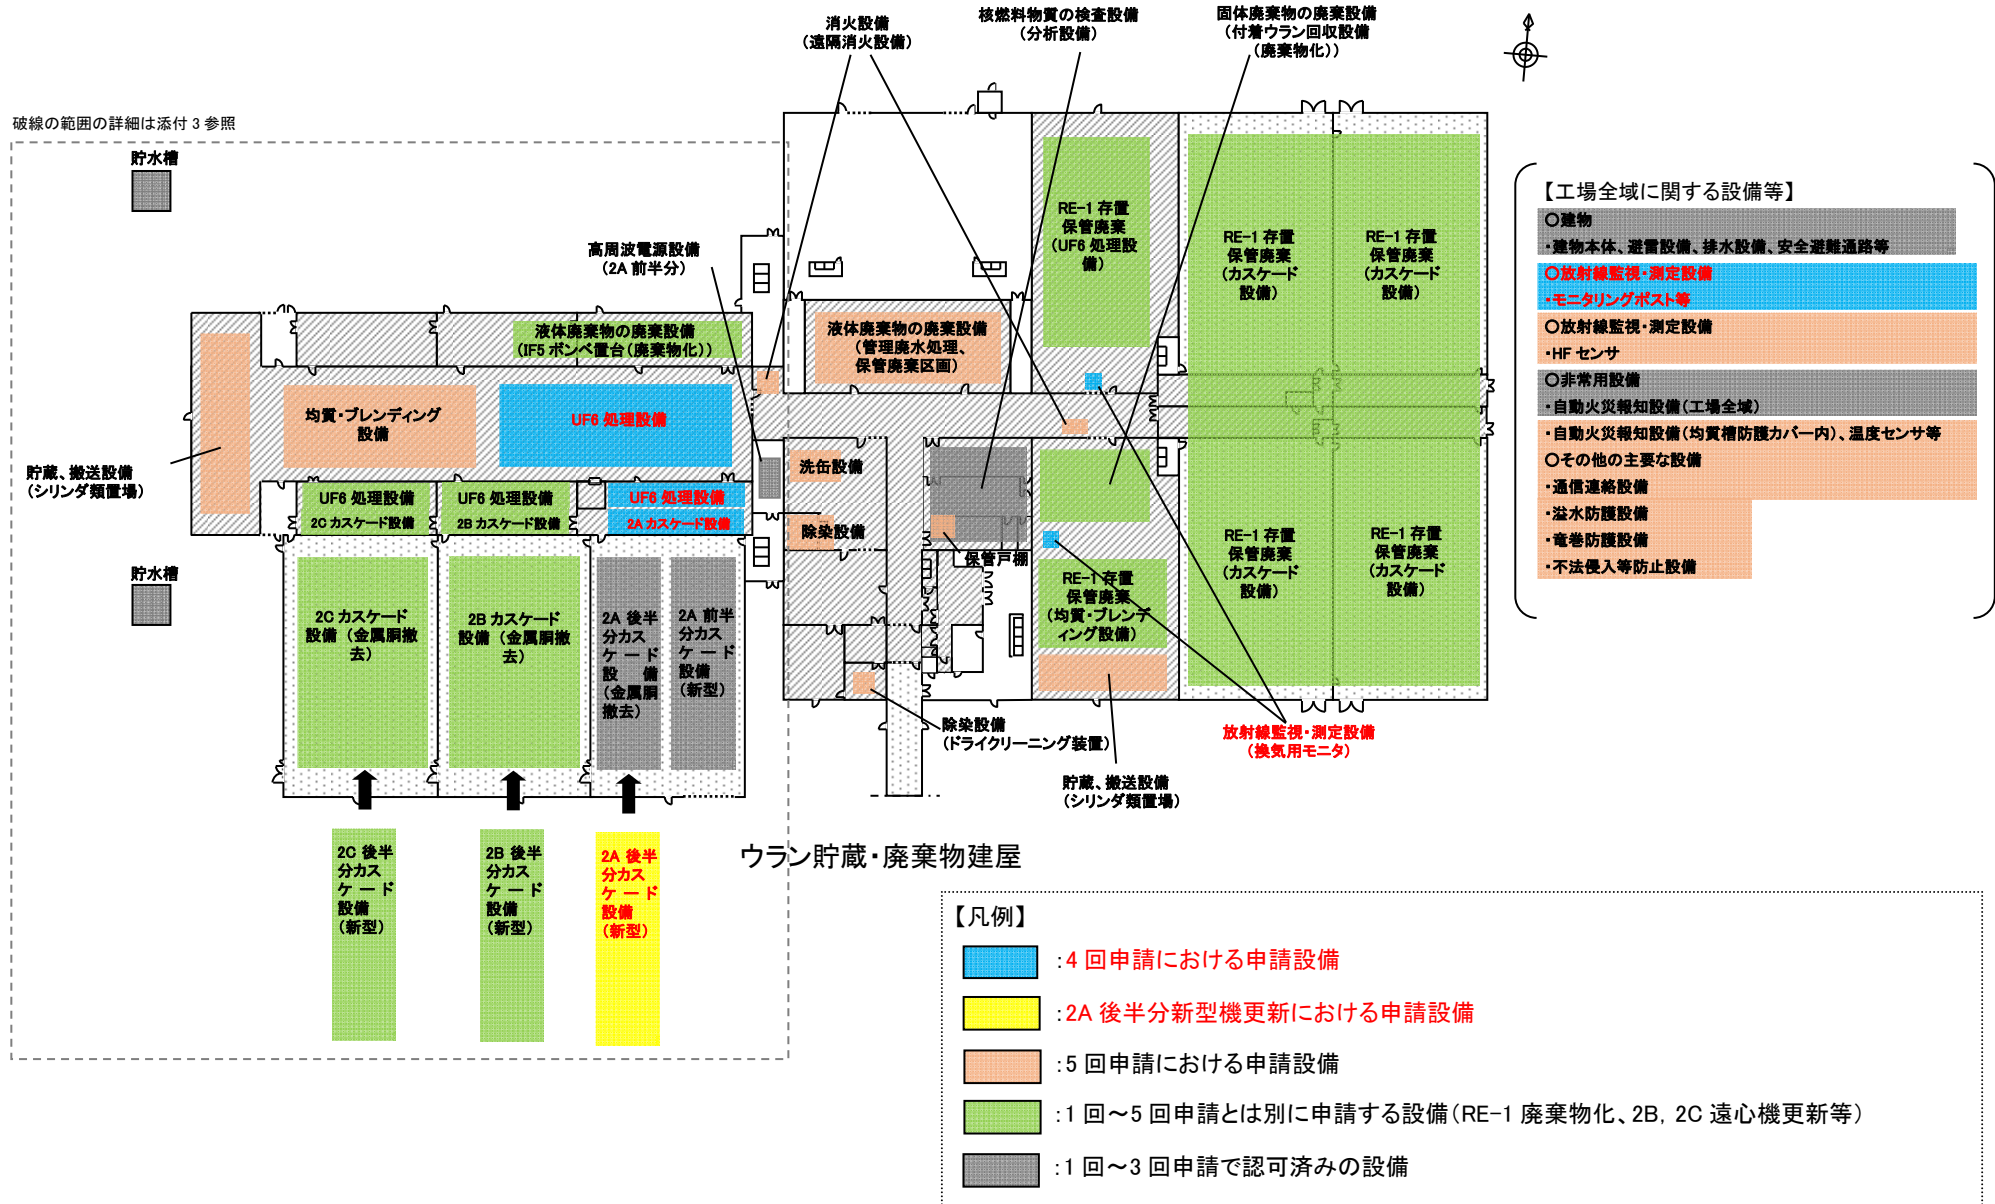 消火設備
（遠隔消火設備）
核燃料物質の検査設備
（分析設備）
固体廃棄物の廃棄設備
（付着ウラン回収設備
（廃棄物化））
破線の範囲の詳細は添付 3 参照
貯水槽
高周波電源設備
（2A 前半分）
液体廃棄物の廃棄設備
（IF5 ボンベ置台（廃棄物化））
液体廃棄物の廃棄設備
（管理廃水処理、
保管廃棄区画）
RE-1 存置
保管廃棄
（UF6 処理設
備）
RE-1 存置
保管廃棄
（カスケード
設備）
RE-1 存置
保管廃棄
（カスケード
設備）
均質・ブレンディング
設備
UF6 処理設備
貯蔵、搬送設備
（シリンダ類置場）
UF6 処理設備
2C カスケード設備
UF6 処理設備
2B カスケード設備
UF6 処理設備
2A カスケード設備
洗缶設備
除染設備
保管戸棚
貯水槽
2C カスケード
設備（金属胴撤
去）
2B カスケード
設備（金属胴撤
去）
2A 後半
分カス
ケード
設　備
（金属胴
撤去）
2A 前半
分カス
ケード
設備
（新型）
RE-1 存置
保管廃棄
（均質・ブレンデ
ィング設備）
RE-1 存置
保管廃棄
（カスケード
設備）
RE-1 存置
保管廃棄
（カスケード
設備）
除染設備
（ドライクリーニング装置）
貯蔵、搬送設備
（シリンダ類置場）
放射線監視・測定設備
（換気用モニタ）
2C 後半
分カス
ケード
設備
（新型）
2B 後半
分カス
ケード
設備
（新型）
2A 後半
分カス
ケード
設備
（新型）
ウラン貯蔵・廃棄物建屋
【工場全域に関する設備等】
○建物
・建物本体、避雷設備、排水設備、安全避難通路等
○放射線監視・測定設備
・モニタリングポスト等
○放射線監視・測定設備
・HF センサ
○非常用設備
・自動火災報知設備（工場全域）
・自動火災報知設備（均質槽防護カバー内）、温度センサ等
○その他の主要な設備
・通信連絡設備
・溢水防護設備
・竜巻防護設備
・不法侵入等防止設備
【凡例】
：4 回申請における申請設備
：2A 後半分新型機更新における申請設備
：5 回申請における申請設備
：1 回～5 回申請とは別に申請する設備（RE-1 廃棄物化、2B, 2C 遠心機更新等）
：1 回～3 回申請で認可済みの設備